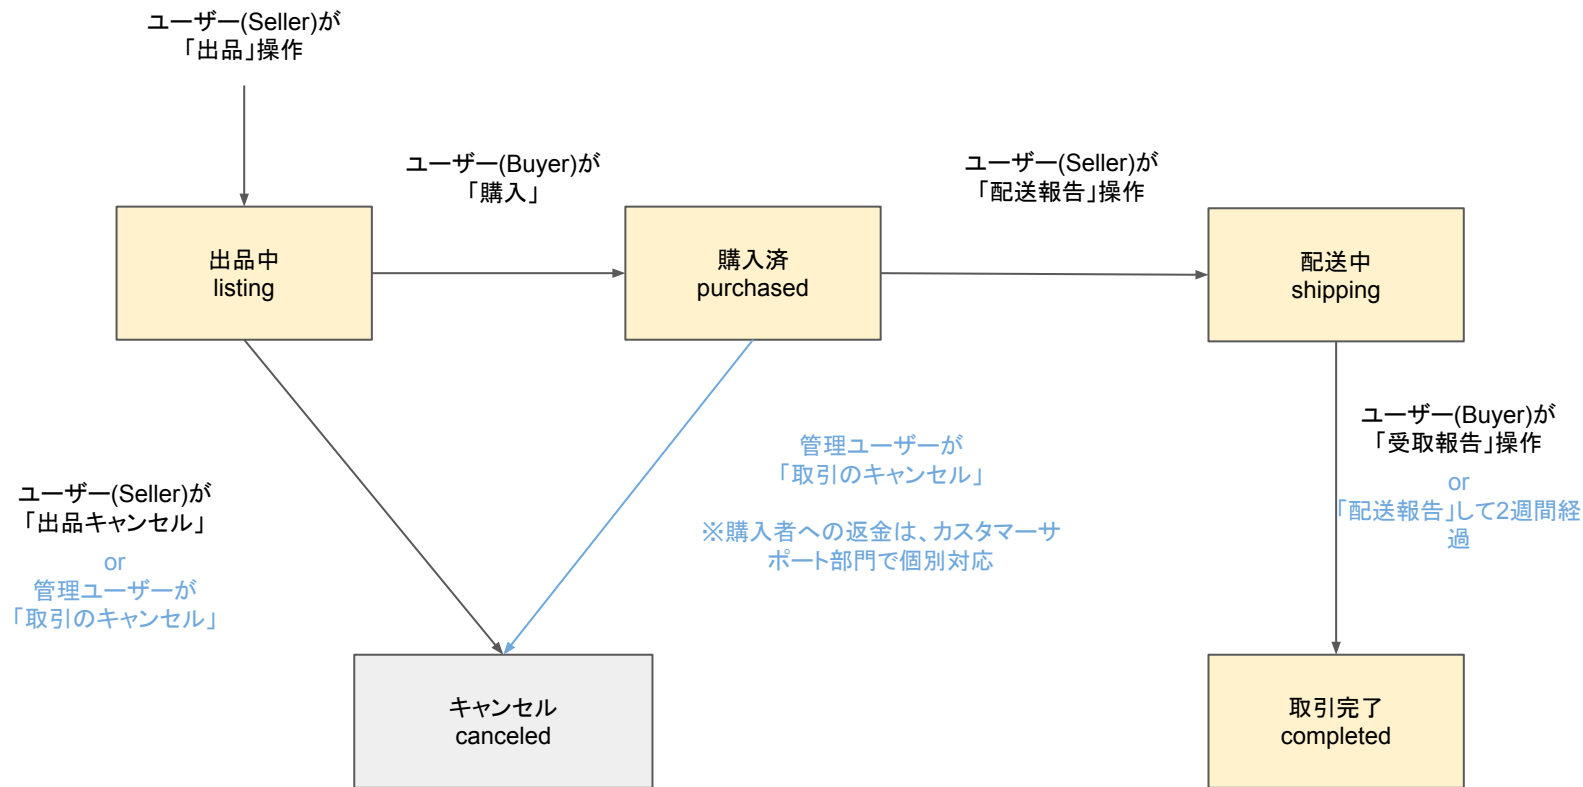 ユーザー(Seller)が
「出品」操作
ユーザー(Buyer)が
「購入」
ユーザー(Seller)が
「配送報告」操作
出品中
listing
購入済
purchased
配送中
shipping
ユーザー(Seller)が
「出品キャンセル」
or
管理ユーザーが
「取引のキャンセル」
管理ユーザーが
「取引のキャンセル」
※購入者への返金は、カスタマーサ
ポート部門で個別対応
ユーザー(Buyer)が
「受取報告」操作
or
「配送報告」して2週間経
過
キャンセル
canceled
取引完了
completed